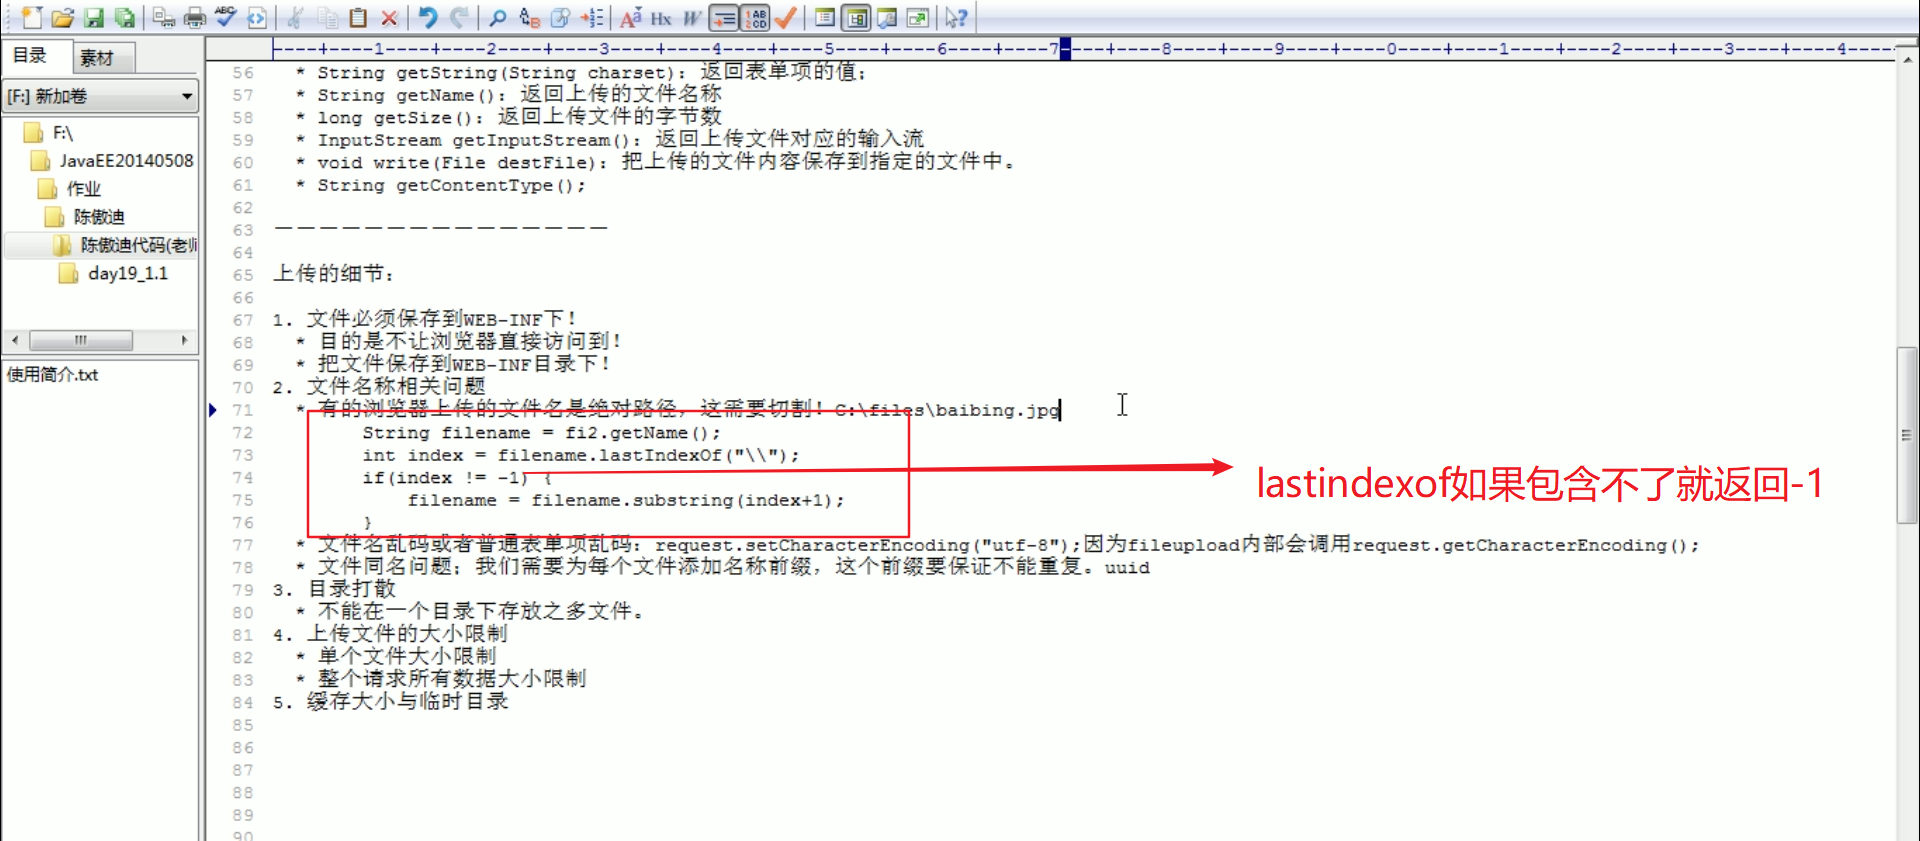 目录
素材
[F:] 新加卷
F:\
JavaEE20140508
作业
陈傲迪
陈傲迪代码(老师
day19_1.1
使用简介.txt
----+----1----+----2----+----3----+----4----+----5----+----6----+----7----+----8----+----9----+----0----+----1----+----2----+----3----+----4----
56 * String getString(String charset)：返回表单项的值；
57 * String getName()：返回上传的文件名称
58 * long getSize()：返回上传文件的字节数
59 * InputStream getInputStream()：返回上传文件对应的输入流
60 * void write(File destFile)：把上传的文件内容保存到指定的文件中。
61 * String getContentType();
62
63 ———————————————
64
65 上传的细节：
66
67 1. 文件必须保存到WEB-INF下！
68 * 目的是不让浏览器直接访问到！
69 * 把文件保存到WEB-INF目录下！
70 2. 文件名称相关问题
71 * 有的浏览器上传的文件名是绝对路径，这需要切割！C:\files\baibing.jpg
72 String filename = fi2.getName();
73 int index = filename.lastIndexOf("\\");
74 if(index != -1) {
75 filename = filename.substring(index+1);
76 }
lastindexof如果包含不了就返回-1
77 * 文件名乱码或者普通表单项乱码：request.setCharacterEncoding("utf-8");因为fileupload内部会调用request.getCharacterEncoding();
78 * 文件同名问题；我们需要为每个文件添加名称前缀，这个前缀要保证不能重复。uuid
79 3. 目录打散
80 * 不能在一个目录下存放之多文件。
81 4. 上传文件的大小限制
82 * 单个文件大小限制
83 * 整个请求所有数据大小限制
84 5. 缓存大小与临时目录
85
86
87
88
89
90